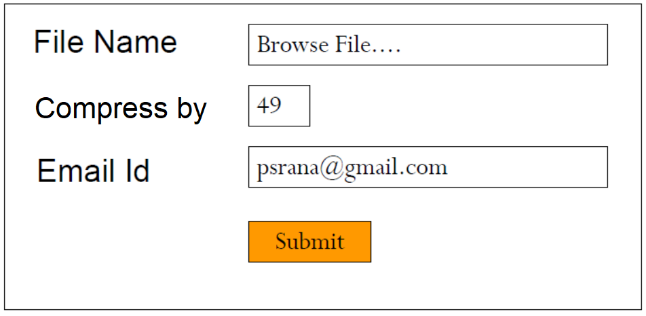 File Name Browse File....
Compress by 49
Email Id psrana@gmail.com
Submit